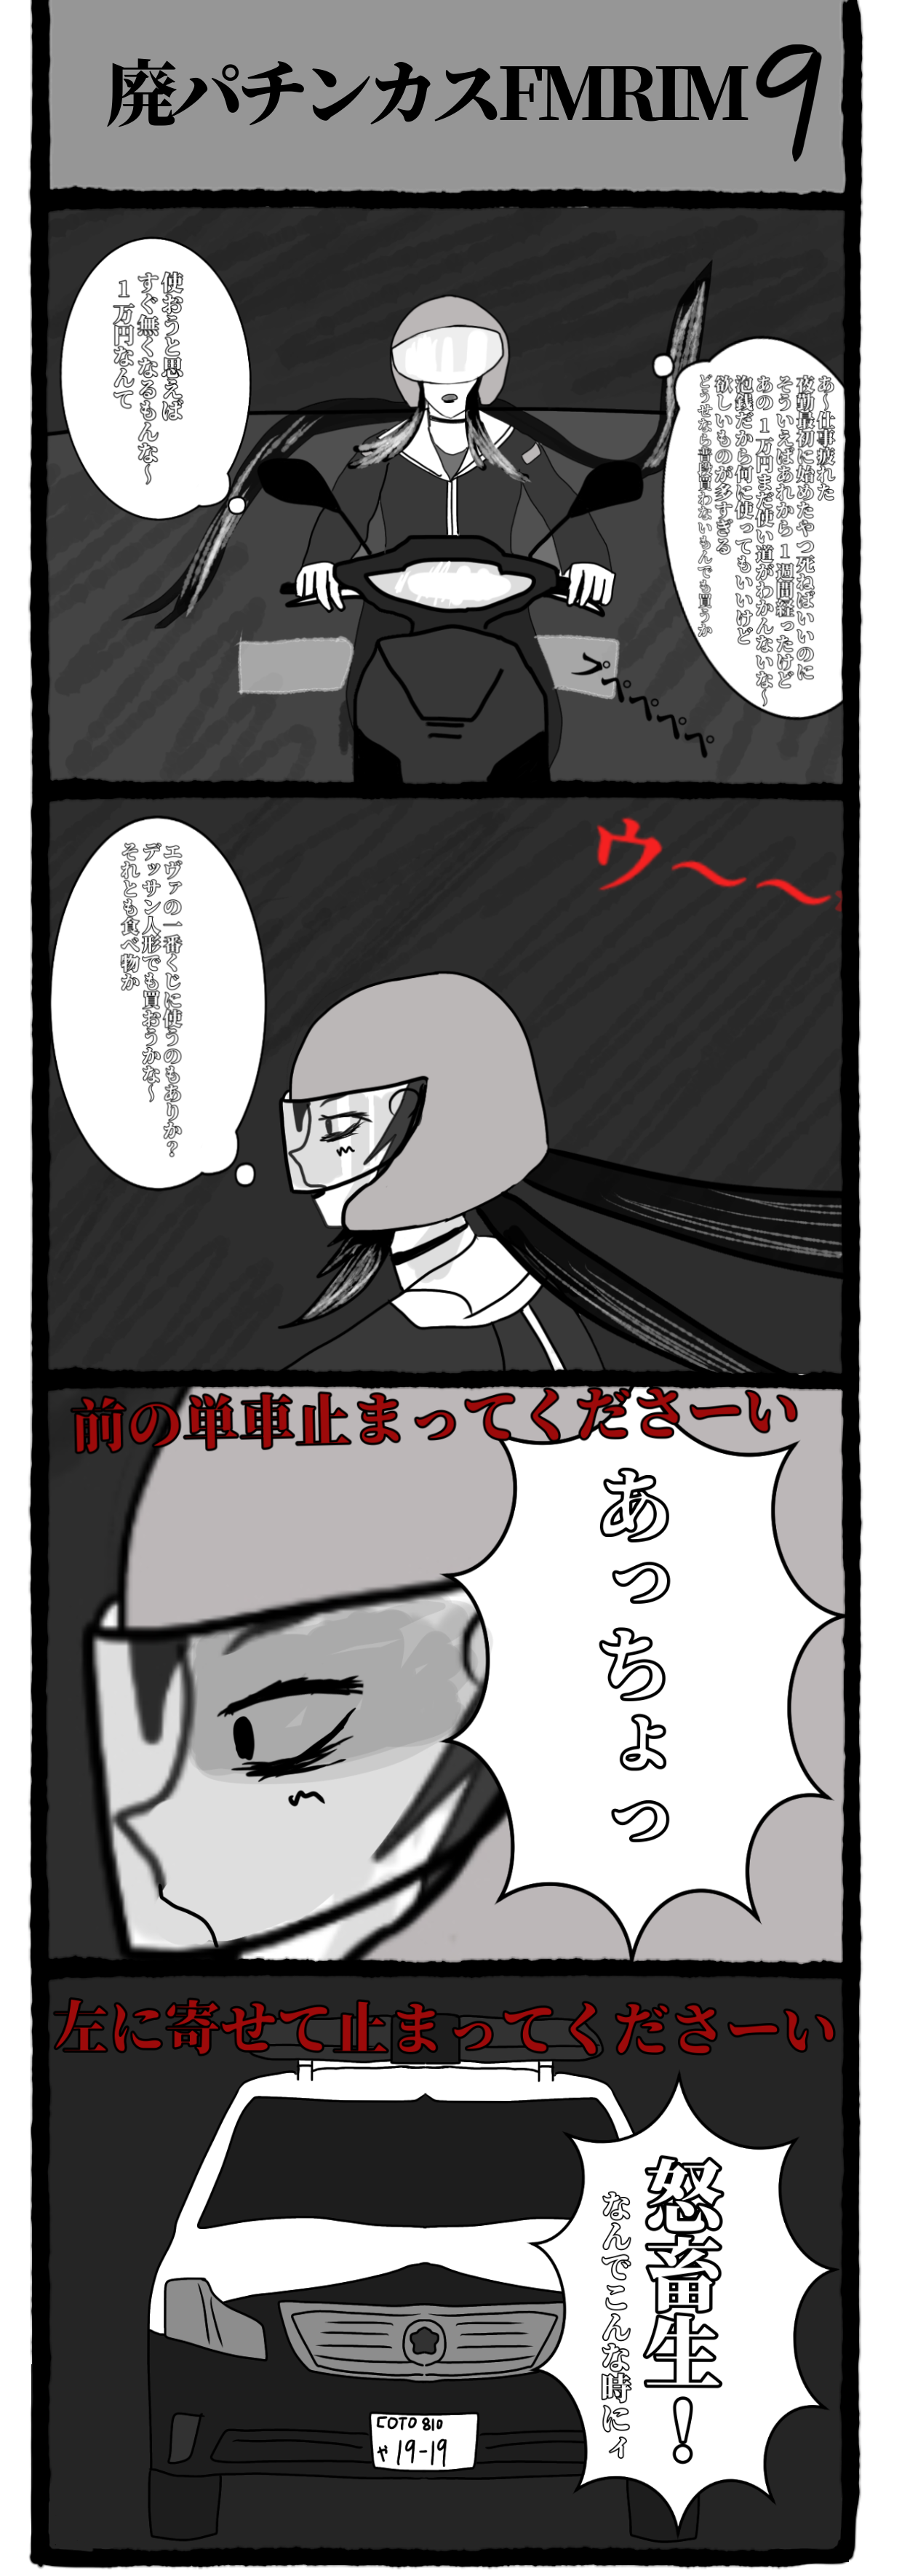 廃パチンカスFMRIM9
あ～仕事疲れた
夜勤最初に始めたやつ死ねばいいのに
そういえばあれから１週間経ったけど
あの１万円まだ使い道がわかんないな～
泡銭だから何に使ってもいいけど
欲しいものが多すぎる
どうせなら普段買わないもんでも買うか
使おうと思えば
すぐ無くなるもんな～
１万円なんて
プペペペペ
ウ～～
エヴァの一番くじに使うのもありか？
デッサン人形でも買おうかな～
それとも食べ物か
前の単車止まってくださーい
あっちょっ
左に寄せて止まってくださーい
怒畜生！
なんでこんな時にィ
COTO 810
や 19-19